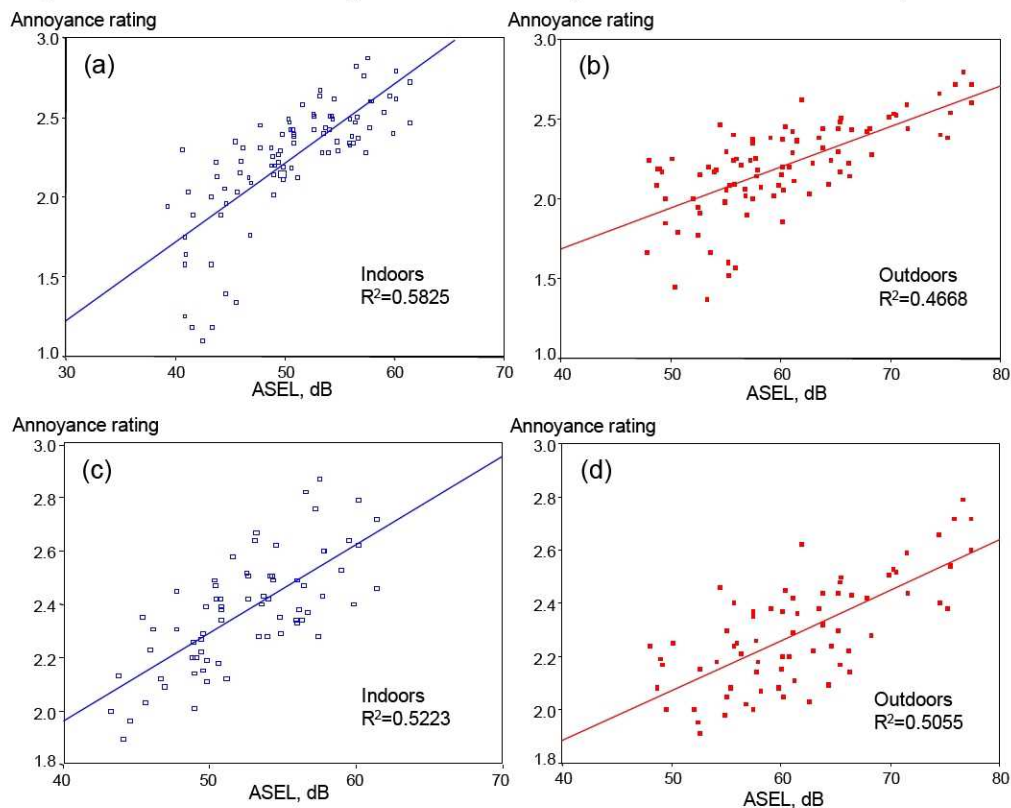 Annoyance rating
3.0
(a)
2.5
2.0
1.5
Indoors
R²=0.5825
1.0
30 40 50 60 70
ASEL, dB
Annoyance rating
3.0
(b)
2.5
2.0
1.5
Outdoors
R²=0.4668
1.0
40 50 60 70 80
ASEL, dB
Annoyance rating
3.0
(c)
2.8
2.6
2.4
2.2
2.0
Indoors
R²=0.5223
1.8
40 50 60 70
ASEL, dB
Annoyance rating
3.0
(d)
2.8
2.6
2.4
2.2
2.0
Outdoors
R²=0.5055
1.8
40 50 60 70 80
ASEL, dB